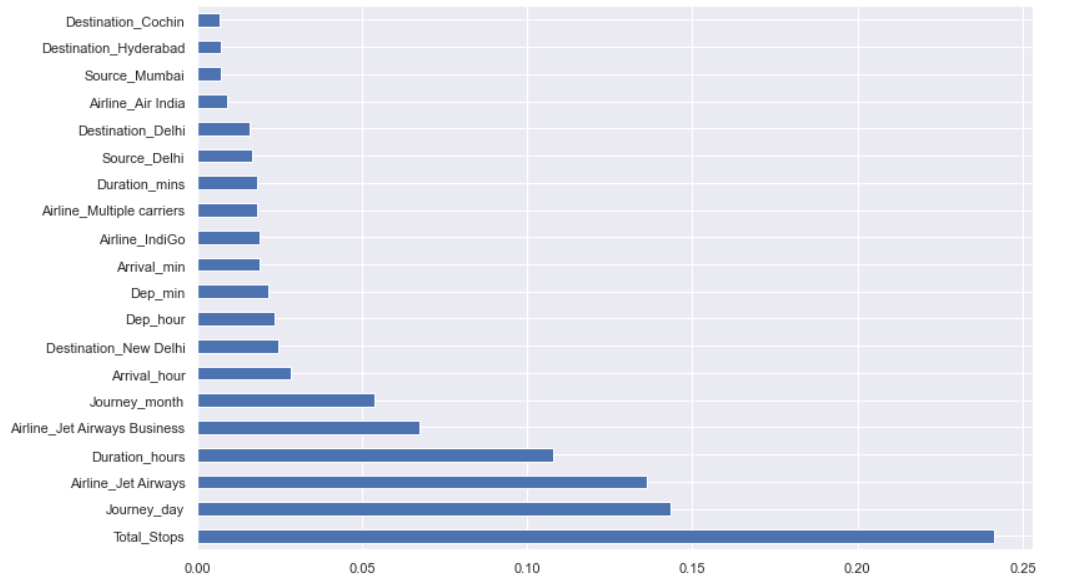 Destination_Cochin
Destination_Hyderabad
Source_Mumbai
Airline_Air India
Destination_Delhi
Source_Delhi
Duration_mins
Airline_Multiple carriers
Airline_IndiGo
Arrival_min
Dep_min
Dep_hour
Destination_New Delhi
Arrival_hour
Journey_month
Airline_Jet Airways Business
Duration_hours
Airline_Jet Airways
Journey_day
Total_Stops
0.00 0.05 0.10 0.15 0.20 0.25